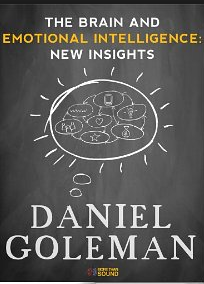 THE BRAIN AND
EMOTIONAL INTELLIGENCE:
NEW INSIGHTS
DANIEL
GOLEMAN
MORE THAN
SOUND